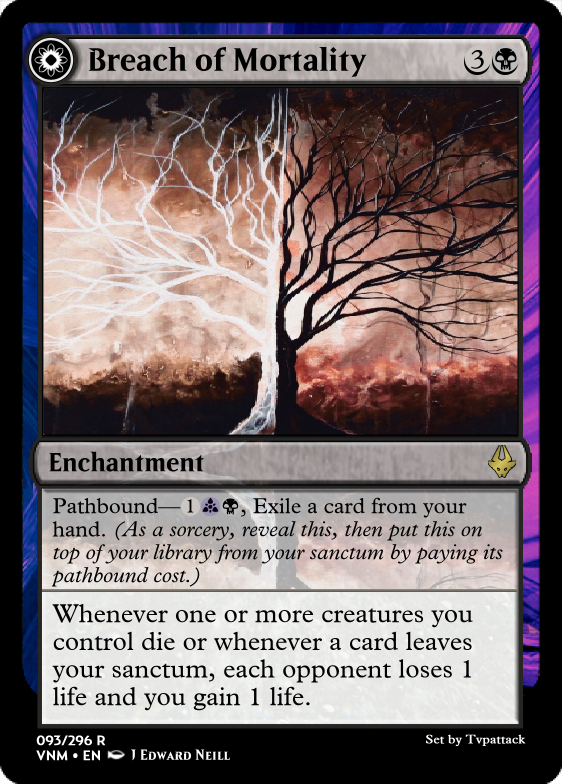 Breach of Mortality 3
Enchantment
Pathbound—1, Exile a card from your
hand. (As a sorcery, reveal this, then put this on
top of your library from your sanctum by paying its
pathbound cost.)
Whenever one or more creatures you
control die or whenever a card leaves
your sanctum, each opponent loses 1
life and you gain 1 life.
093/296 R
Set by Tvpattack
VNM • EN J Edward Neill